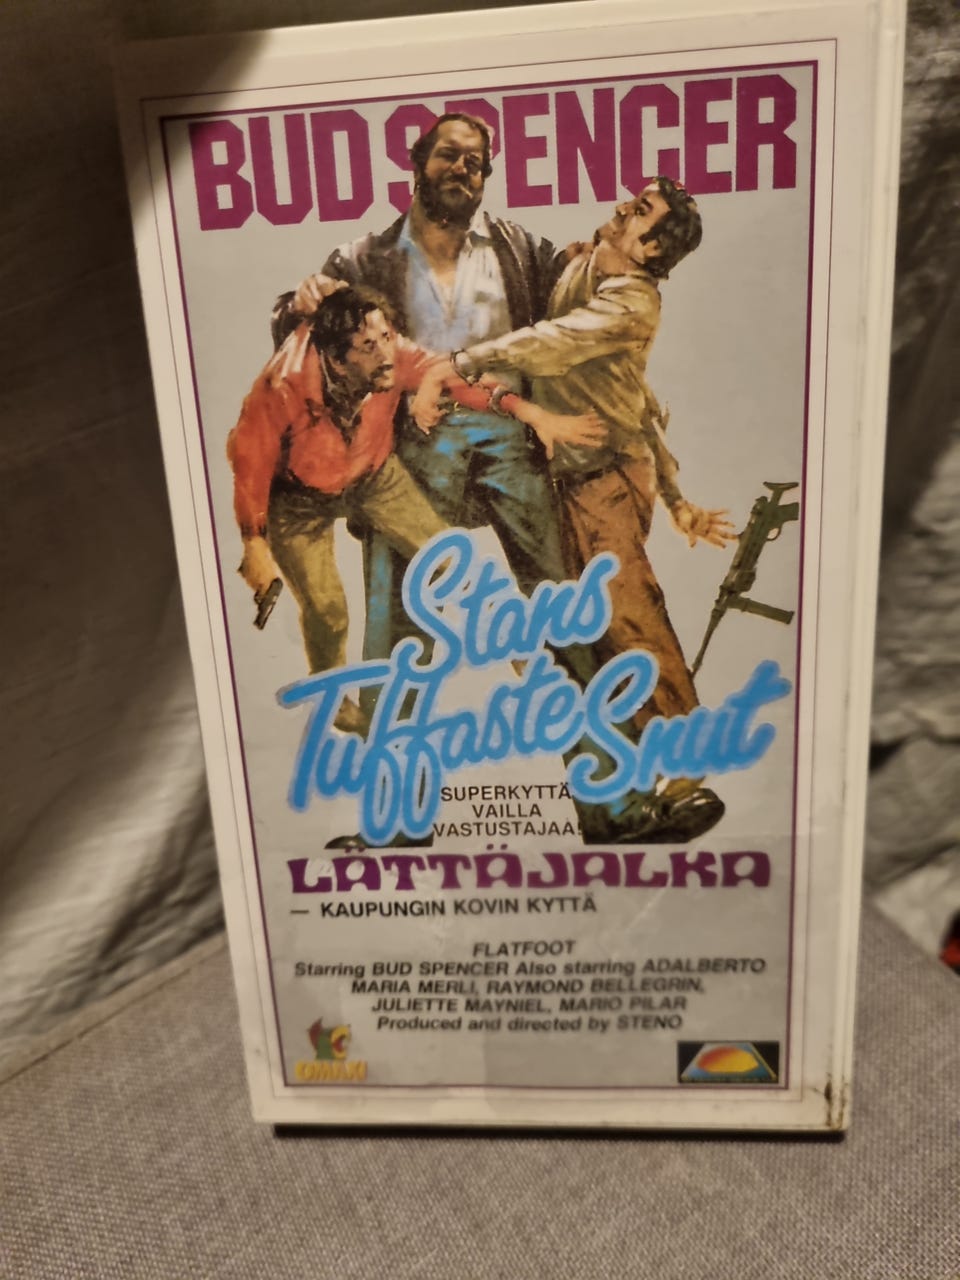 BUD SPENCER
Stans
Tuffaste Snut
SUPERKYTTÄ
VAILLA
VASTUSTAJAA!
LÄTTÄJALKA
— KAUPUNGIN KOVIN KYTTÄ
FLATFOOT
Starring BUD SPENCER Also starring ADALBERTO
MARIA MERLI, RAYMOND BELLEGRIN,
JULIETTE MAYNIEL, MARIO PILAR
Produced and directed by STENO